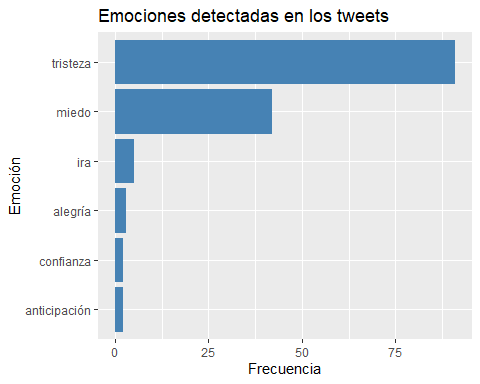 Emociones detectadas en los tweets
tristeza
miedo
ira
alegría
confianza
anticipación
Emoción
0 25 50 75
Frecuencia